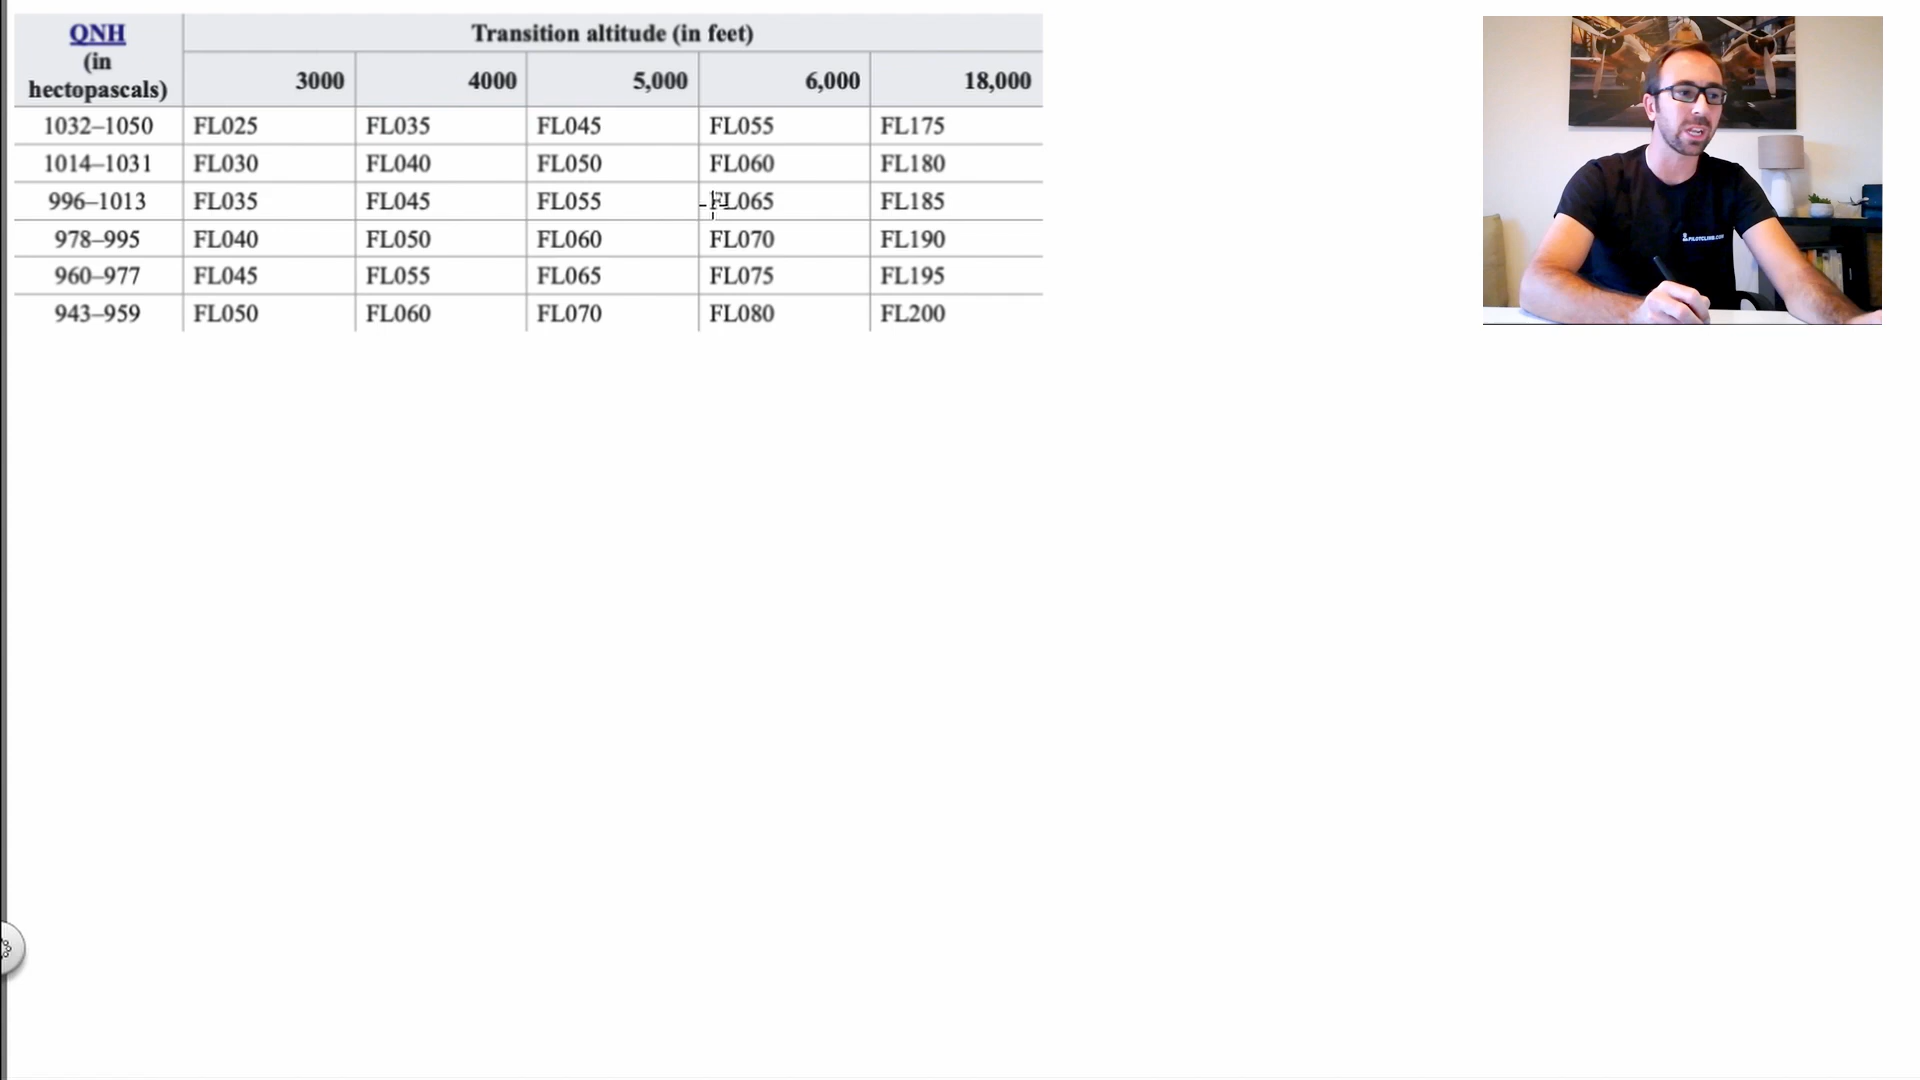 QNH
(in
hectopascals)
Transition altitude (in feet)
3000 4000 5,000 6,000 18,000
1032–1050 FL025 FL035 FL045 FL055 FL175
1014–1031 FL030 FL040 FL050 FL060 FL180
996–1013 FL035 FL045 FL055 FL065 FL185
978–995 FL040 FL050 FL060 FL070 FL190
960–977 FL045 FL055 FL065 FL075 FL195
943–959 FL050 FL060 FL070 FL080 FL200